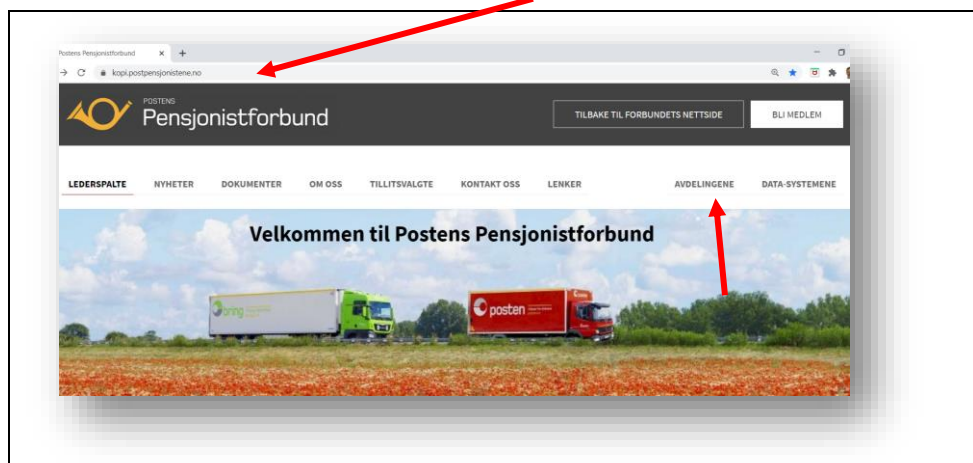 Postens Pensjonistforbund
kopi.postpensjonistene.no
POSTENS
Pensjonistforbund
TILBAKE TIL FORBUNDETS NETTSIDE
BLI MEDLEM
LEDERSPALTE NYHETER DOKUMENTER OM OSS TILLITSVALGTE KONTAKT OSS LENKER AVDELINGENE DATA-SYSTEMENE
Velkommen til Postens Pensjonistforbund
bring
posten